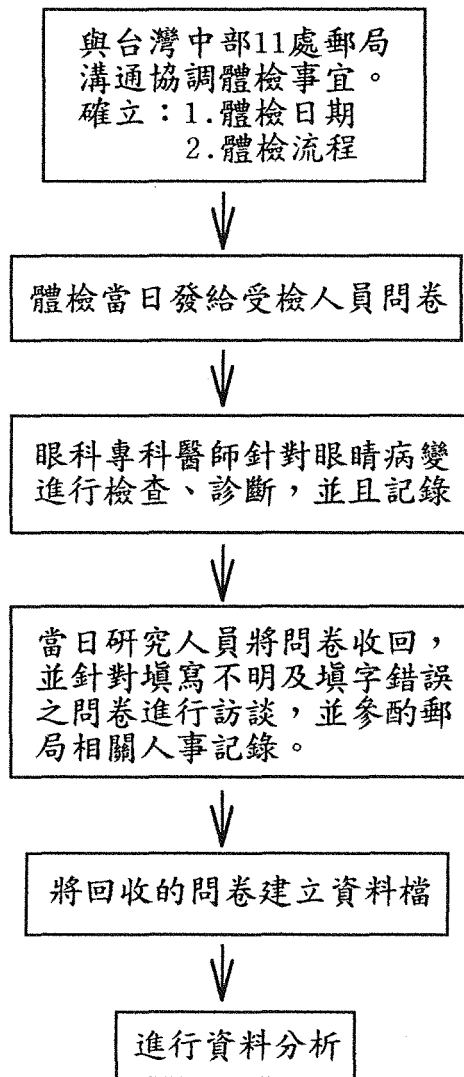 與台灣中部11處郵局
溝通協調體檢事宜。
確立：1.體檢日期
2.體檢流程
體檢當日發給受檢人員問卷
眼科專科醫師針對眼睛病變
進行檢查、診斷，並且記錄
當日研究人員將問卷收回，
並針對填寫不明及填字錯誤
之問卷進行訪談，並參酌郵
局相關人事記錄。
將回收的問卷建立資料檔
進行資料分析